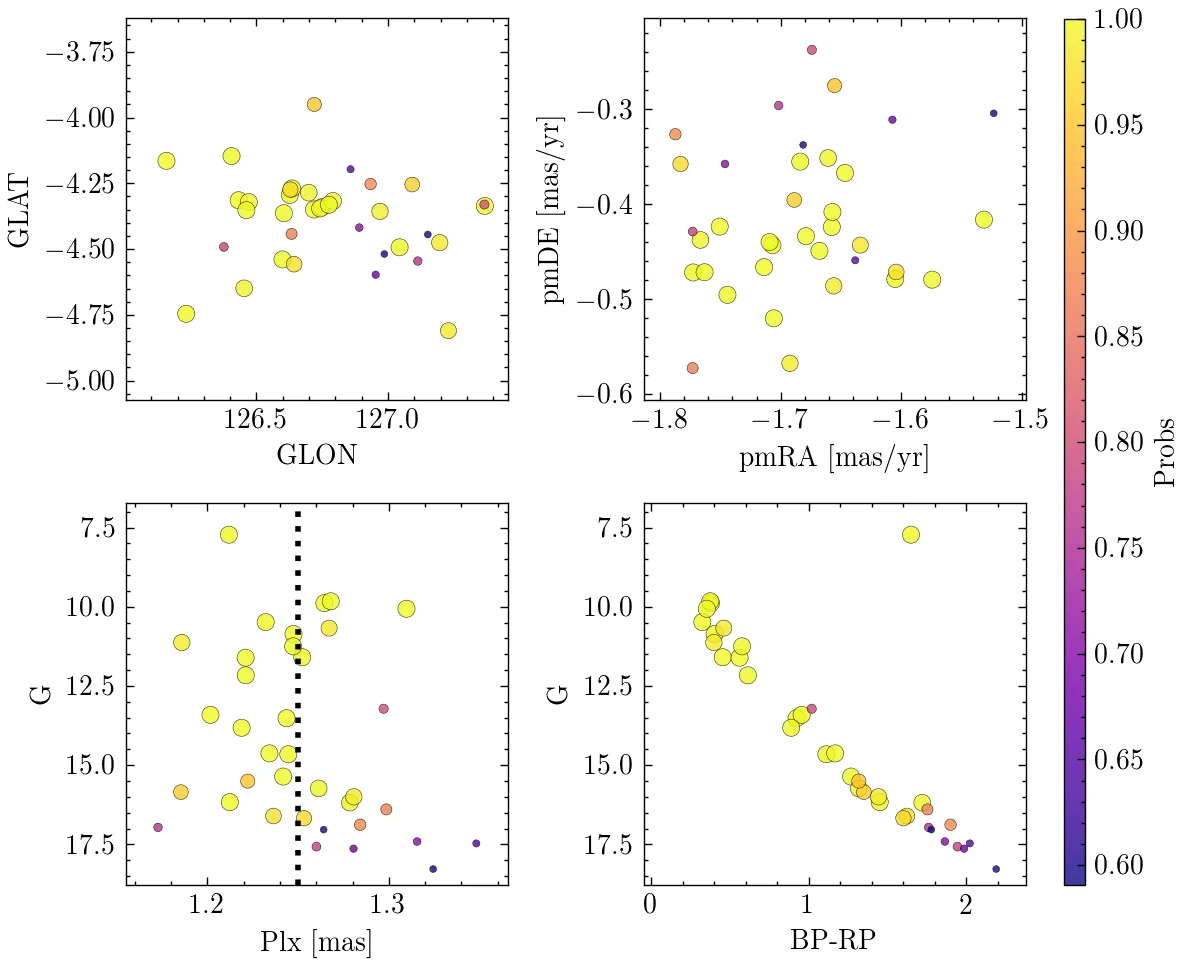 −3.75
−4.00
−4.25
−4.50
−4.75
−5.00
GLAT
126.5 127.0
GLON
−0.3
−0.4
−0.5
−0.6
pmDE [mas/yr]
−1.8 −1.7 −1.6 −1.5
pmRA [mas/yr]
7.5
10.0
12.5
15.0
17.5
G
1.2 1.3
Plx [mas]
7.5
10.0
12.5
15.0
17.5
G
0 1 2
BP-RP
1.00
0.95
0.90
0.85
0.80
0.75
0.70
0.65
0.60
Probs